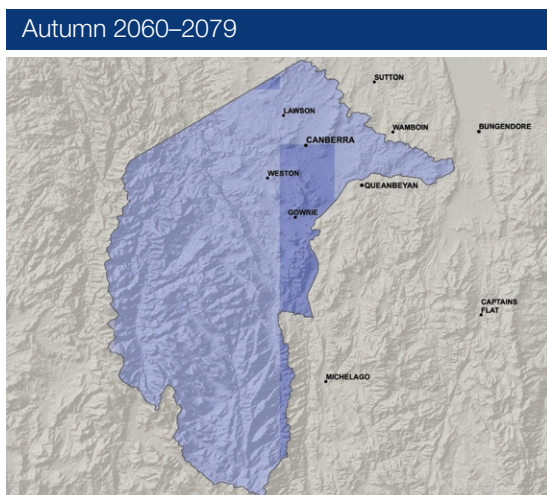 Autumn 2060–2079
SUTTON
LAWSON
WAMBOIN
BUNGENDORE
CANBERRA
WESTON
QUEANBEYAN
GOWRIE
CAPTAINS
FLAT
MICHELAGO